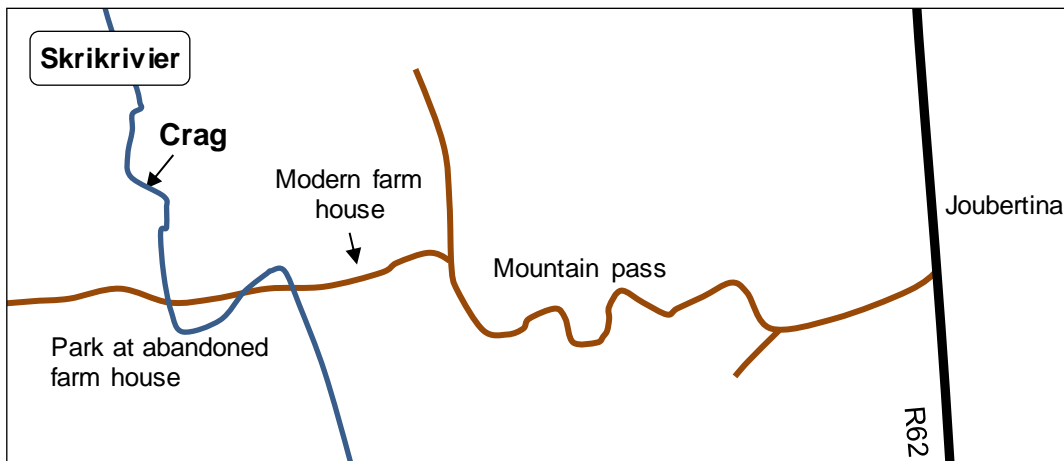 Skrikrivier
Crag
Modern farm
house
Joubertina
Mountain pass
Park at abandoned
farm house
R62